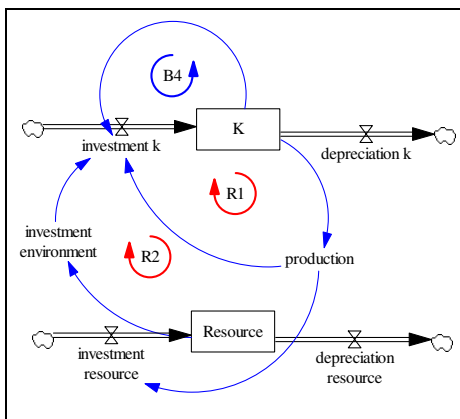 B4
K
investment k
depreciation k
R1
investment
environment
R2
production
Resource
investment
resource
depreciation
resource